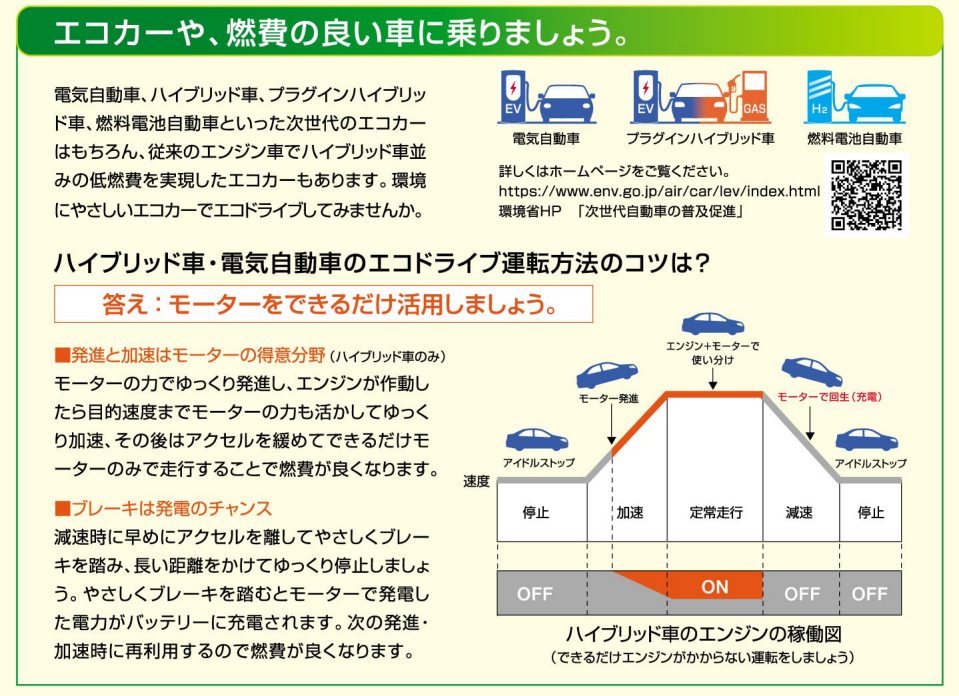 エコカーや、燃費の良い車に乗りましょう。
電気自動車、ハイブリッド車、プラグインハイブリッ
ド車、燃料電池自動車といった次世代のエコカー
はもちろん、従来のエンジン車でハイブリッド車並
みの低燃費を実現したエコカーもあります。環境
にやさしいエコカーでエコドライブしてみませんか。
EV
EV
GAS
H2
電気自動車
プラグインハイブリッド車
燃料電池自動車
詳しくはホームページをご覧ください。
https://www.env.go.jp/air/car/lev/index.html
環境省HP 「次世代自動車の普及促進」
ハイブリッド車・電気自動車のエコドライブ運転方法のコツは?
答え:モーターをできるだけ活用しましょう。
■発進と加速はモーターの得意分野(ハイブリッド車のみ)
モーターの力でゆっくり発進し、エンジンが作動し
たら目的速度までモーターの力も活かしてゆっく
り加速、その後はアクセルを緩めてできるだけモ
ーターのみで走行することで燃費が良くなります。
■ブレーキは発電のチャンス
減速時に早めにアクセルを離してやさしくブレー
キを踏み、長い距離をかけてゆっくり停止しましょ
う。やさしくブレーキを踏むとモーターで発電し
た電力がバッテリーに充電されます。次の発進・
加速時に再利用するので燃費が良くなります。
エンジン+モーターで
使い分け
モーター発進
モーターで回生(充電)
アイドルストップ
アイドルストップ
速度
停止
加速
定常走行
減速
停止
OFF
ON
OFF
OFF
ハイブリッド車のエンジンの稼働図
(できるだけエンジンがかからない運転をしましょう)